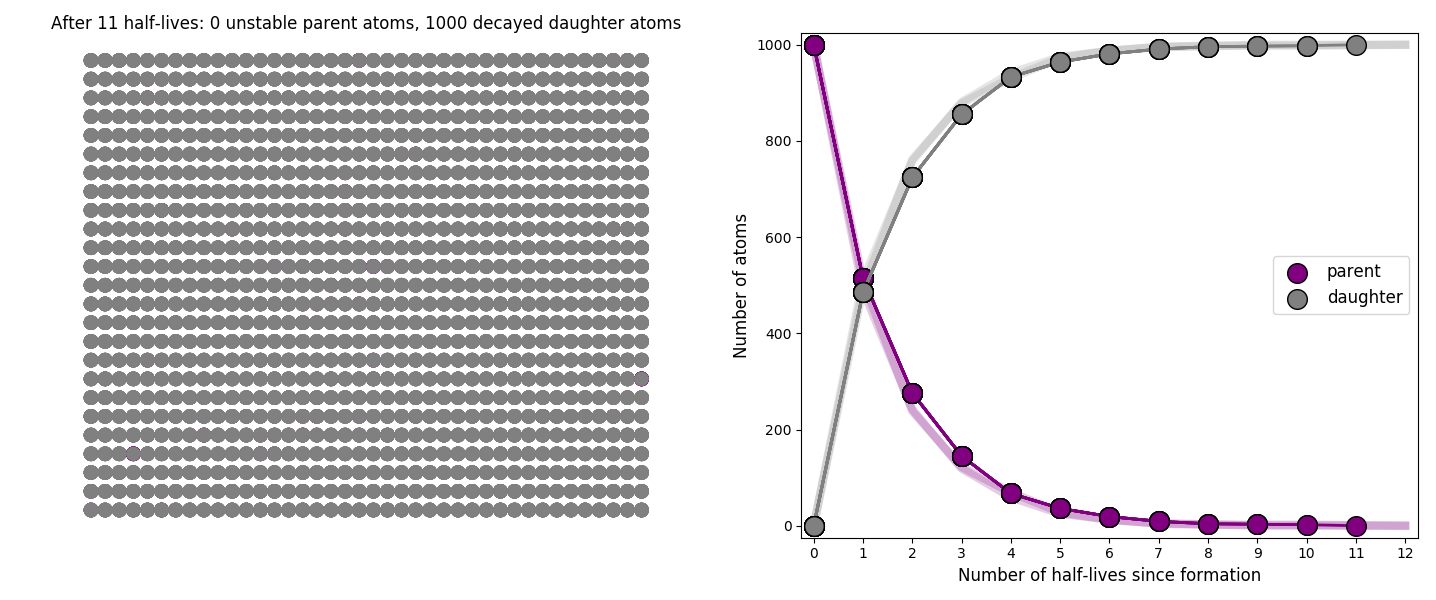 After 11 half-lives: 0 unstable parent atoms, 1000 decayed daughter atoms
Number of atoms
1000
800
600
400
200
0
parent
daughter
0 1 2 3 4 5 6 7 8 9 10 11 12
Number of half-lives since formation